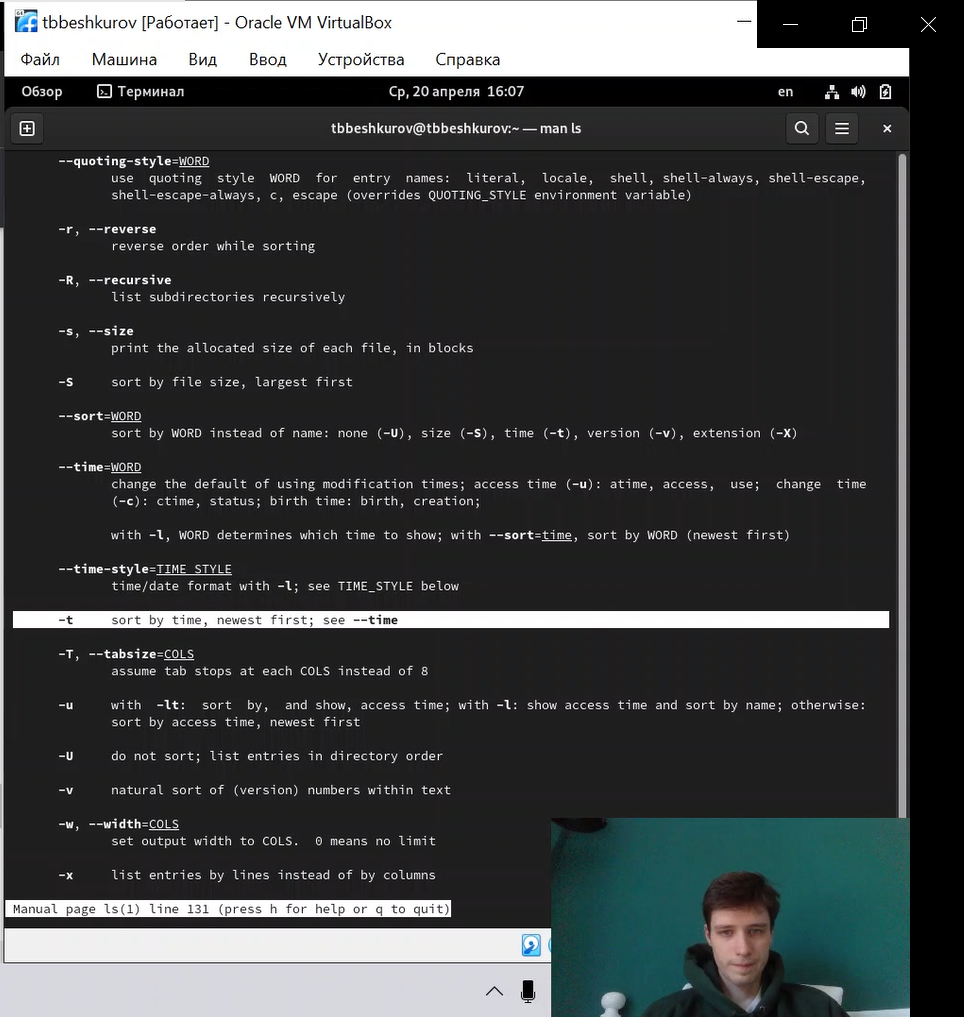 tbbeshkurov [Работает] - Oracle VM VirtualBox
Файл Машина Вид Ввод Устройства Справка
Обзор Терминал Ср, 20 апреля 16:07 en
tbbeshkurov@tbbeshkurov:~ — man ls
--quoting-style=WORD
use quoting style WORD for entry names: literal, locale, shell, shell-always, shell-escape,
shell-escape-always, c, escape (overrides QUOTING_STYLE environment variable)
-r, --reverse
reverse order while sorting
-R, --recursive
list subdirectories recursively
-s, --size
print the allocated size of each file, in blocks
-S sort by file size, largest first
--sort=WORD
sort by WORD instead of name: none (-U), size (-S), time (-t), version (-v), extension (-X)
--time=WORD
change the default of using modification times; access time (-u): atime, access, use; change time
(-c): ctime, status; birth time: birth, creation;
with -l, WORD determines which time to show; with --sort=time, sort by WORD (newest first)
--time-style=TIME_STYLE
time/date format with -l; see TIME_STYLE below
-t sort by time, newest first; see --time
-T, --tabsize=COLS
assume tab stops at each COLS instead of 8
-u with -lt: sort by, and show, access time; with -l: show access time and sort by name; otherwise:
sort by access time, newest first
-U do not sort; list entries in directory order
-v natural sort of (version) numbers within text
-w, --width=COLS
set output width to COLS. 0 means no limit
-x list entries by lines instead of by columns
Manual page ls(1) line 131 (press h for help or q to quit)